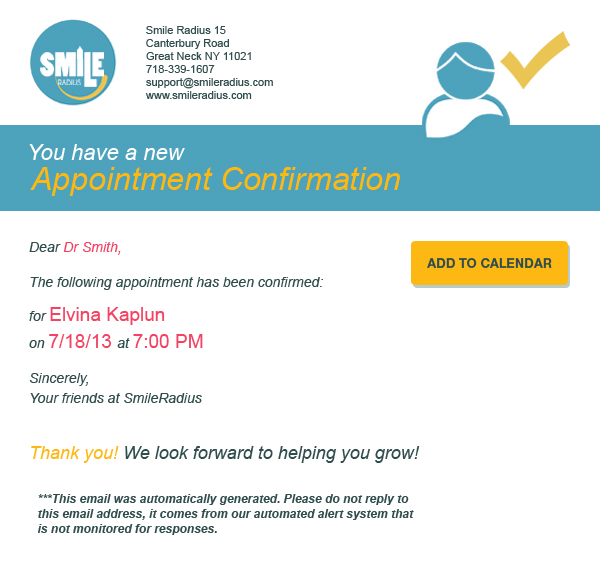 SMILE
RADIUS
Smile Radius 15
Canterbury Road
Great Neck NY 11021
718-339-1607
support@smileradius.com
www.smileradius.com
You have a new
Appointment Confirmation
Dear Dr Smith,
ADD TO CALENDAR
The following appointment has been confirmed:
for Elvina Kaplun
on 7/18/13 at 7:00 PM
Sincerely,
Your friends at SmileRadius
Thank you! We look forward to helping you grow!
***This email was automatically generated. Please do not reply to
this email address, it comes from our automated alert system that
is not monitored for responses.